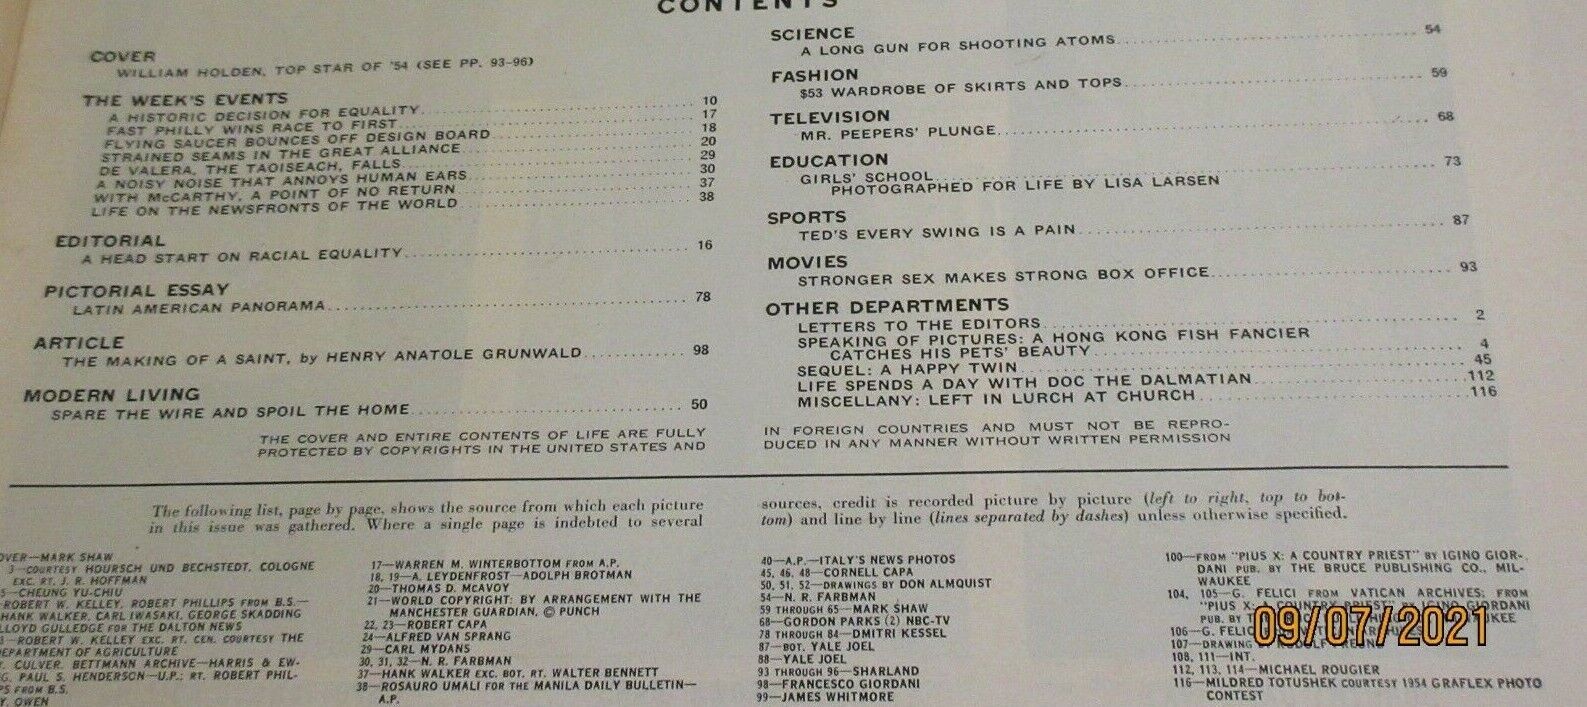 CONTENTS
COVER
WILLIAM HOLDEN, TOP STAR OF '54 (SEE PP. 93-96)
THE WEEK'S EVENTS
A HISTORIC DECISION FOR EQUALITY 10
FAST PHILLY WINS RACE TO FIRST 17
FLYING SAUCER BOUNCES OFF DESIGN BOARD 18
STRAINED SEAMS IN THE GREAT ALLIANCE 20
DE VALERA, THE TAOISEACH, FALLS 29
A NOISY NOISE THAT ANNOYS HUMAN EARS 30
WITH McCARTHY, A POINT OF NO RETURN 37
LIFE ON THE NEWSFRONTS OF THE WORLD 38
EDITORIAL
A HEAD START ON RACIAL EQUALITY 16
PICTORIAL ESSAY
LATIN AMERICAN PANORAMA 78
ARTICLE
THE MAKING OF A SAINT, by HENRY ANATOLE GRUNWALD 98
MODERN LIVING
SPARE THE WIRE AND SPOIL THE HOME 50
THE COVER AND ENTIRE CONTENTS OF LIFE ARE FULLY
PROTECTED BY COPYRIGHTS IN THE UNITED STATES AND
SCIENCE
A LONG GUN FOR SHOOTING ATOMS 54
FASHION
$53 WARDROBE OF SKIRTS AND TOPS 59
TELEVISION
MR. PEEPERS' PLUNGE 68
EDUCATION
GIRLS' SCHOOL 73
PHOTOGRAPHED FOR LIFE BY LISA LARSEN
SPORTS
TED'S EVERY SWING IS A PAIN 87
MOVIES
STRONGER SEX MAKES STRONG BOX OFFICE 93
OTHER DEPARTMENTS
LETTERS TO THE EDITORS 2
SPEAKING OF PICTURES: A HONG KONG FISH FANCIER
CATCHES HIS PETS' BEAUTY 4
SEQUEL: A HAPPY TWIN 45
LIFE SPENDS A DAY WITH DOC THE DALMATIAN 112
MISCELLANY: LEFT IN LURCH AT CHURCH 116
IN FOREIGN COUNTRIES AND MUST NOT BE REPRO-
DUCED IN ANY MANNER WITHOUT WRITTEN PERMISSION
The following list, page by page, shows the source from which each picture
in this issue was gathered. Where a single page is indebted to several
sources, credit is recorded picture by picture (left to right, top to bot-
tom) and line by line (lines separated by dashes) unless otherwise specified.
OVER—MARK SHAW
3—COURTESY HOURSCH UND BECHSTEDT, COLOGNE
EXC. RT. J. R. HOFFMAN
5—CHEUNG YU-CHIU
—ROBERT W. KELLEY, ROBERT PHILLIPS FROM B.S.—
HANK WALKER, CARL IWASAKI, GEORGE SKADDING
LLOYD GULLEDGE FOR THE DALTON NEWS
3—ROBERT W. KELLEY EXC. RT. CEN. COURTESY THE
DEPARTMENT OF AGRICULTURE
CULVER, BETTMANN ARCHIVE—HARRIS & EW-
G, PAUL S. HENDERSON—U.P.; RT. ROBERT PHIL-
PS FROM B.S.
OWEN
17—WARREN M. WINTERBOTTOM FROM A.P.
18, 19—A. LEYDENFROST—ADOLPH BROTMAN
20—THOMAS D. McAVOY
21—WORLD COPYRIGHT: BY ARRANGEMENT WITH THE
MANCHESTER GUARDIAN, © PUNCH
22, 23—ROBERT CAPA
24—ALFRED VAN SPRANG
29—CARL MYDANS
30, 31, 32—N. R. FARBMAN
37—HANK WALKER EXC. BOT. RT. WALTER BENNETT
38—ROSAURO UMALI FOR THE MANILA DAILY BULLETIN—
A.P.
40—A.P.—ITALY'S NEWS PHOTOS
45, 46, 48—CORNELL CAPA
50, 51, 52—DRAWINGS BY DON ALMQUIST
54—N. R. FARBMAN
59 THROUGH 65—MARK SHAW
68—GORDON PARKS (2) NBC-TV
78 THROUGH 84—DMITRI KESSEL
87—BOT. YALE JOEL
88—YALE JOEL
93 THROUGH 96—SHARLAND
98—FRANCESCO GIORDANI
99—JAMES WHITMORE
100—FROM "PIUS X: A COUNTRY PRIEST" BY IGINO GIOR-
DANI PUB. BY THE BRUCE PUBLISHING CO., MIL-
WAUKEE
104, 105—G. FELICI FROM VATICAN ARCHIVES; FROM
"PIUS X: A COUNTRY PRIEST" BY IGINO GIORDANI
PUB. BY
106—G. FELICI
107—DRAWING BY RUDOLF FREUND
108, 111—INT.
112, 113, 114—MICHAEL ROUGIER
116—MILDRED TOTUSHEK COURTESY 1954 GRAFLEX PHOTO
CONTEST
09/07/2021